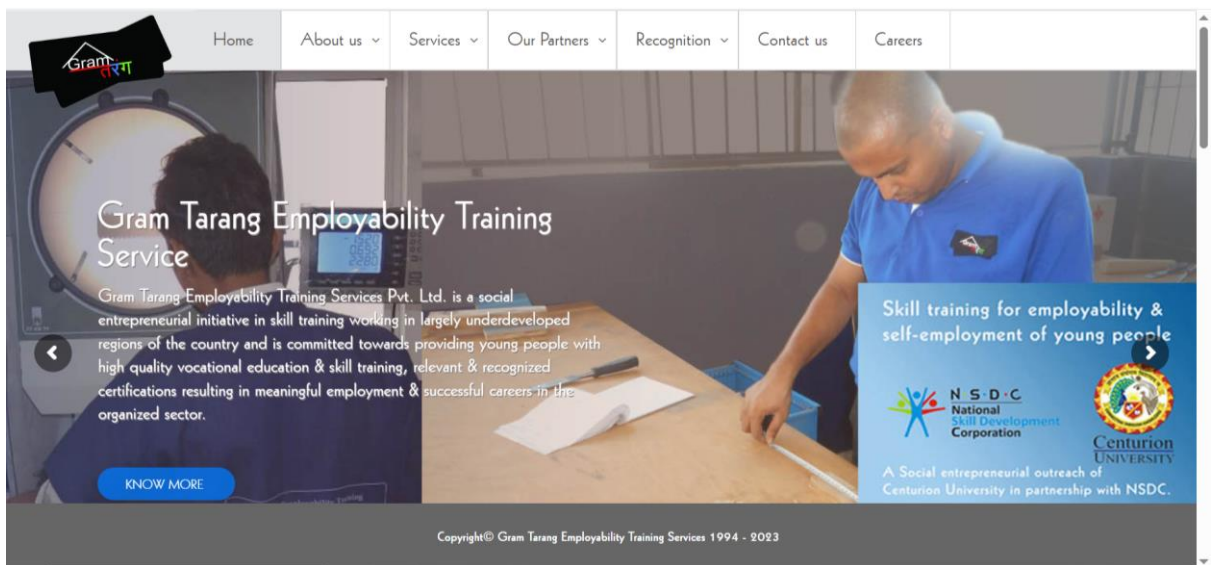 Gram
तरंग
Home
About us
Services
Our Partners
Recognition
Contact us
Careers
Gram Tarang Employability Training
Service
Gram Tarang Employability Training Services Pvt. Ltd. is a social
entrepreneurial initiative in skill training working in largely underdeveloped
regions of the country and is committed towards providing young people with
high quality vocational education & skill training, relevant & recognized
certifications resulting in meaningful employment & successful careers in the
organized sector.
KNOW MORE
Skill training for employability &
self-employment of young people
N·S·D·C
National
Skill Development
Corporation
Centurion
UNIVERSITY
A Social entrepreneurial outreach of
Centurion University in partnership with NSDC.
Copyright© Gram Tarang Employability Training Services 1994 - 2023